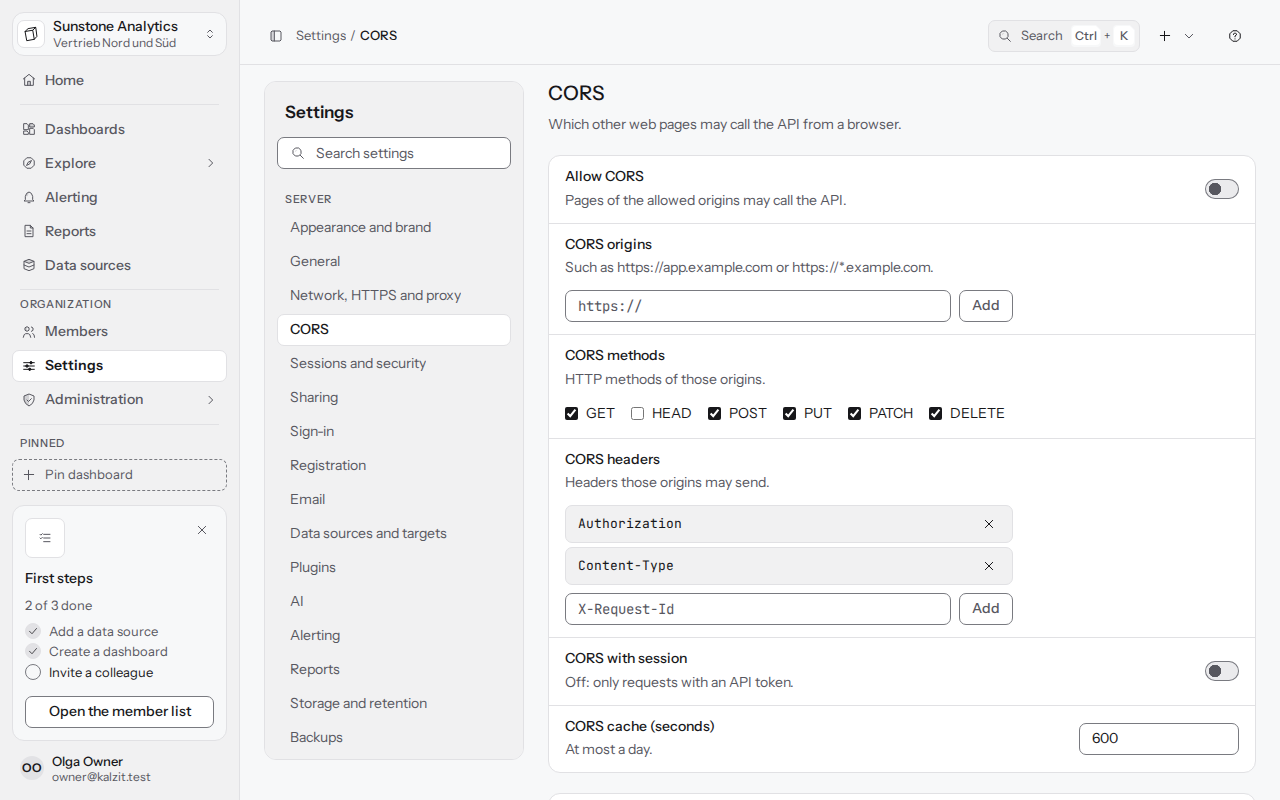 Sunstone Analytics
Vertrieb Nord und Süd
Home
Dashboards
Explore
Alerting
Reports
Data sources
ORGANIZATION
Members
Settings
Administration
PINNED
Pin dashboard
First steps
2 of 3 done
Add a data source
Create a dashboard
Invite a colleague
Open the member list
OO
Olga Owner
owner@kalzit.test
Settings / CORS
Search Ctrl + K
Settings
Search settings
SERVER
Appearance and brand
General
Network, HTTPS and proxy
CORS
Sessions and security
Sharing
Sign-in
Registration
Email
Data sources and targets
Plugins
AI
Alerting
Reports
Storage and retention
Backups
CORS
Which other web pages may call the API from a browser.
Allow CORS
Pages of the allowed origins may call the API.
CORS origins
Such as https://app.example.com or https://*.example.com.
https:// Add
CORS methods
HTTP methods of those origins.
GET HEAD POST PUT PATCH DELETE
CORS headers
Headers those origins may send.
Authorization
Content-Type
X-Request-Id Add
CORS with session
Off: only requests with an API token.
CORS cache (seconds)
At most a day.
600